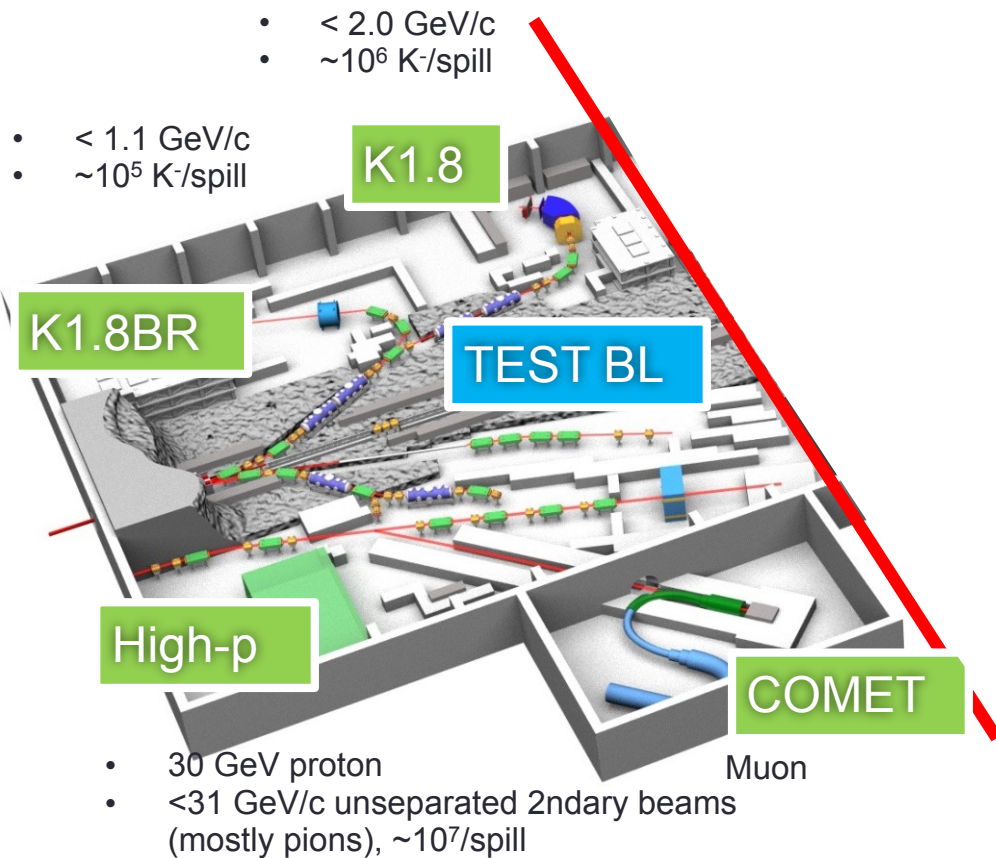 • < 2.0 GeV/c
• ~10⁶ K⁻/spill
• < 1.1 GeV/c
• ~10⁵ K⁻/spill
K1.8
K1.8BR
TEST BL
High-p
COMET
• 30 GeV proton
• <31 GeV/c unseparated 2ndary beams
(mostly pions), ~10⁷/spill
Muon